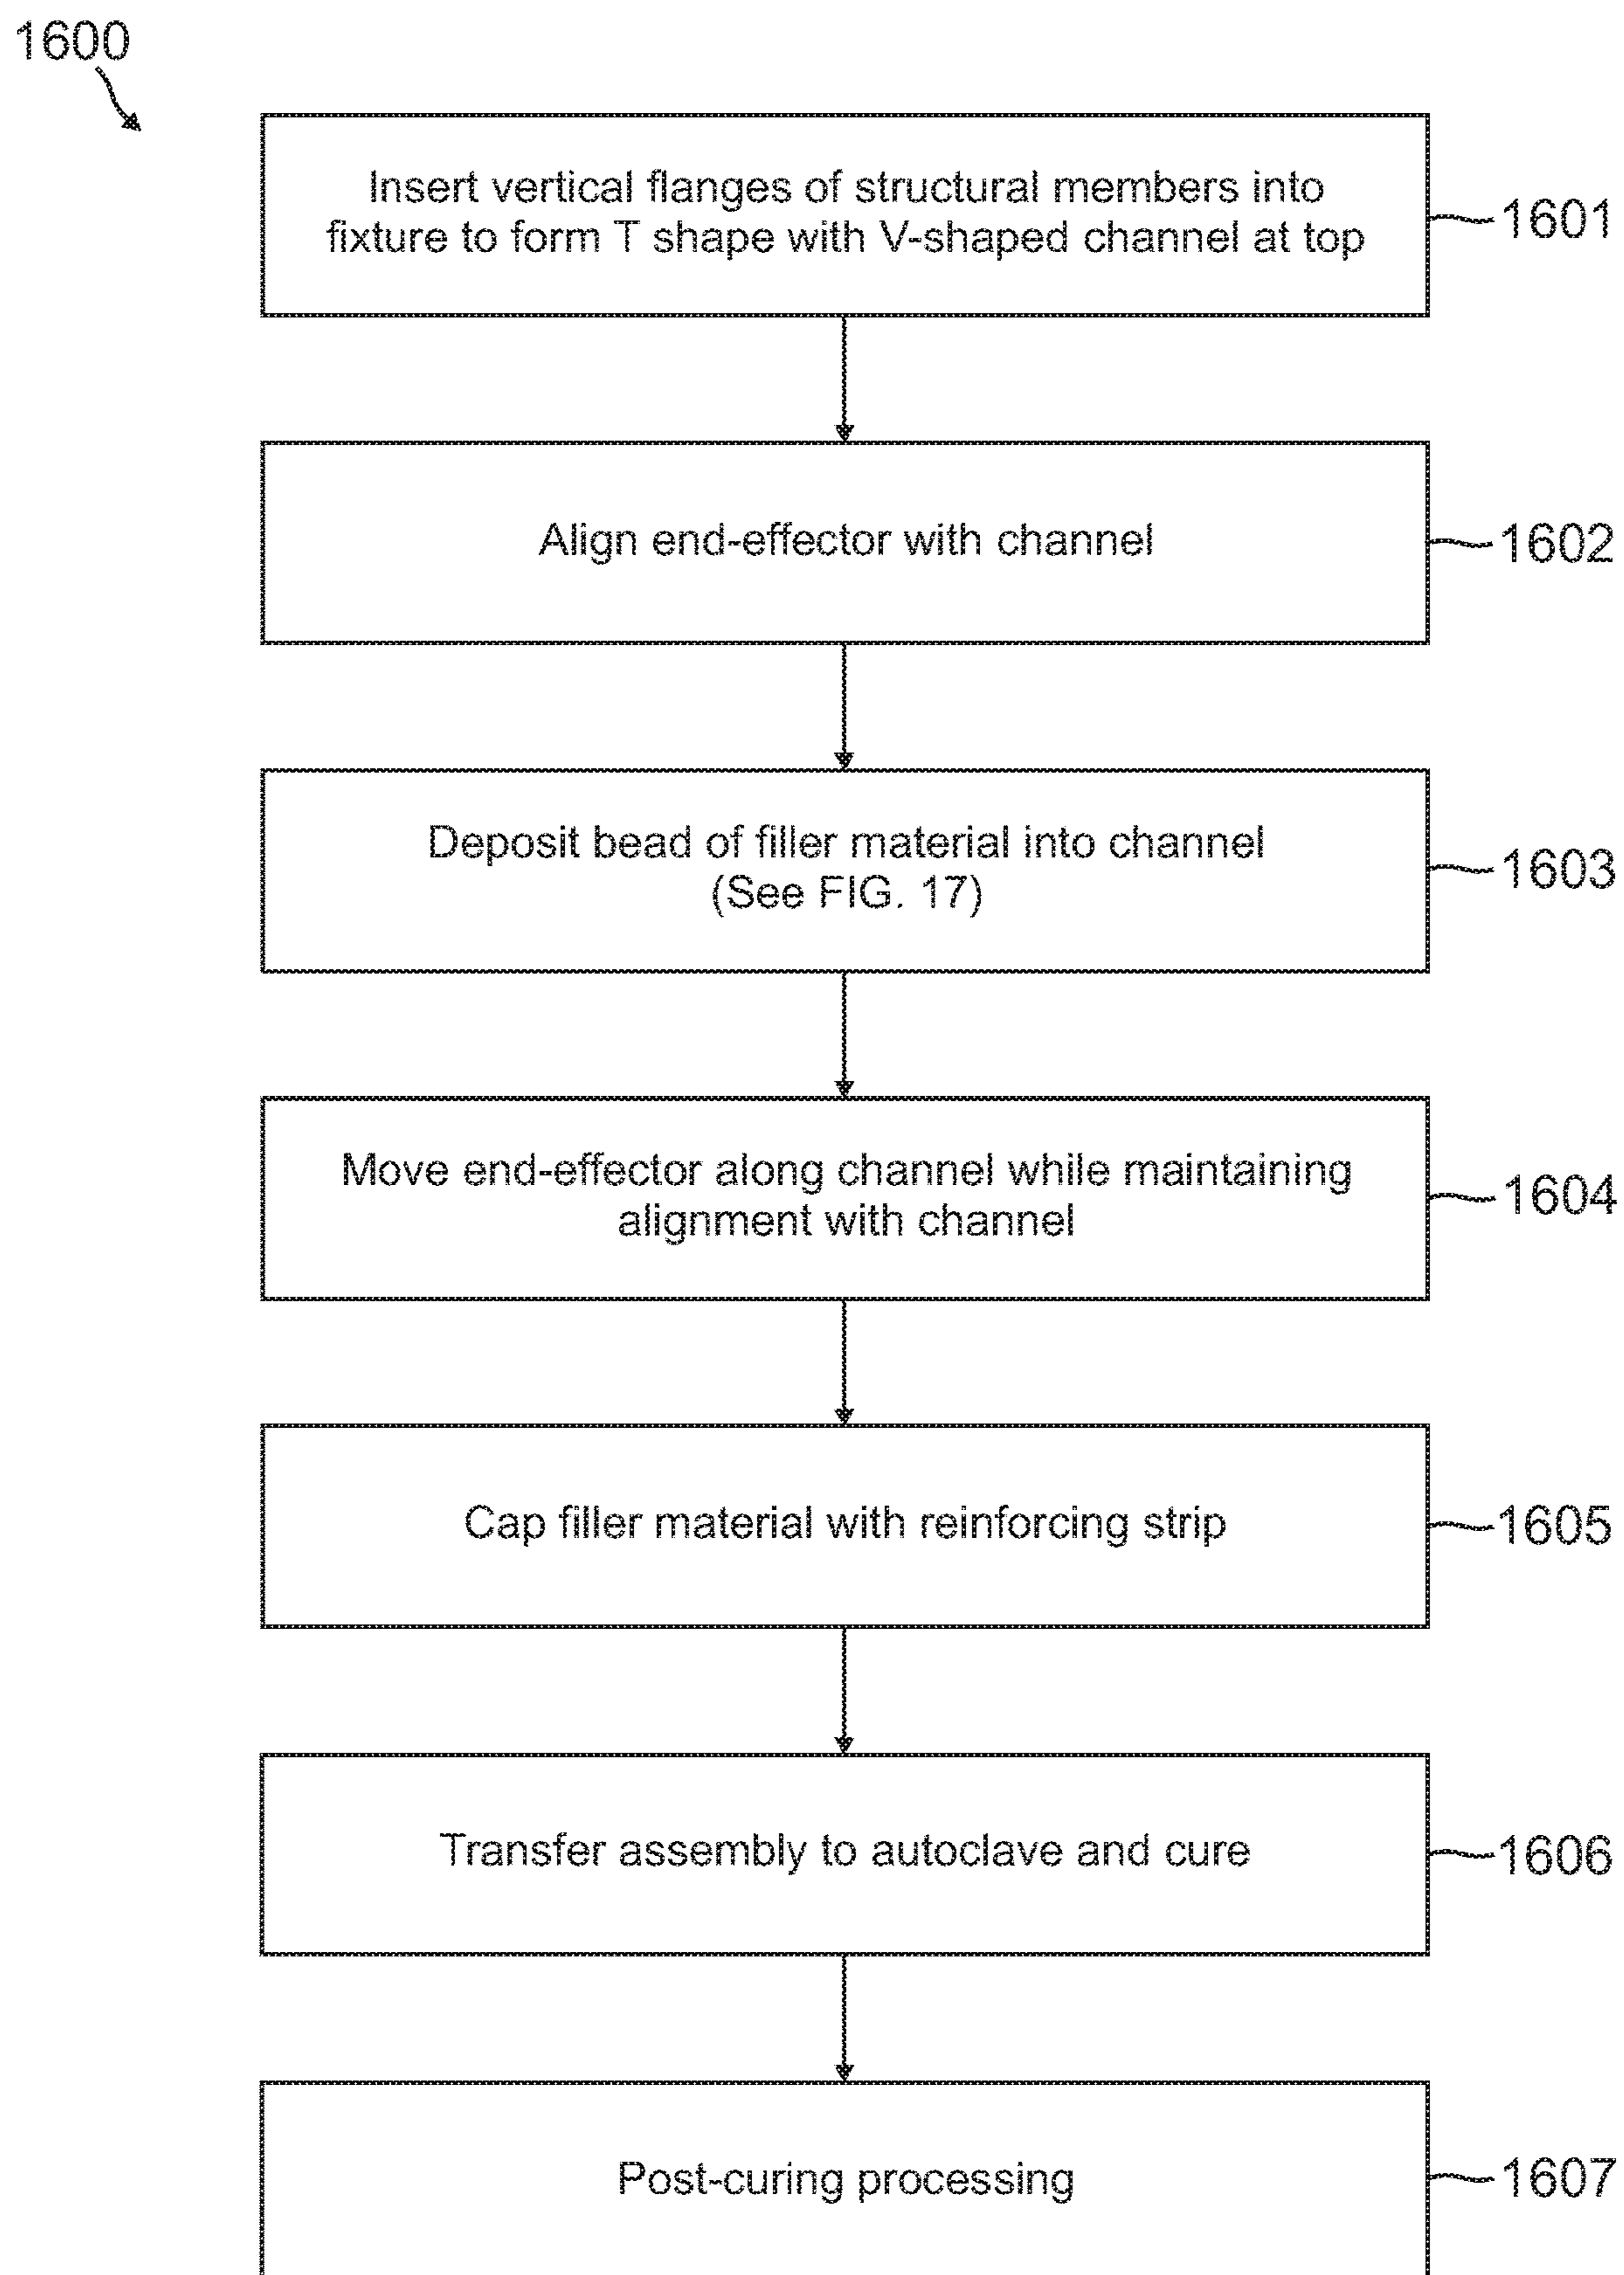 1600
Insert vertical flanges of structural members into
fixture to form T shape with V-shaped channel at top
1601
Align end-effector with channel
1602
Deposit bead of filler material into channel
(See FIG. 17)
1603
Move end-effector along channel while maintaining
alignment with channel
1604
Cap filler material with reinforcing strip
1605
Transfer assembly to autoclave and cure
1606
Post-curing processing
1607